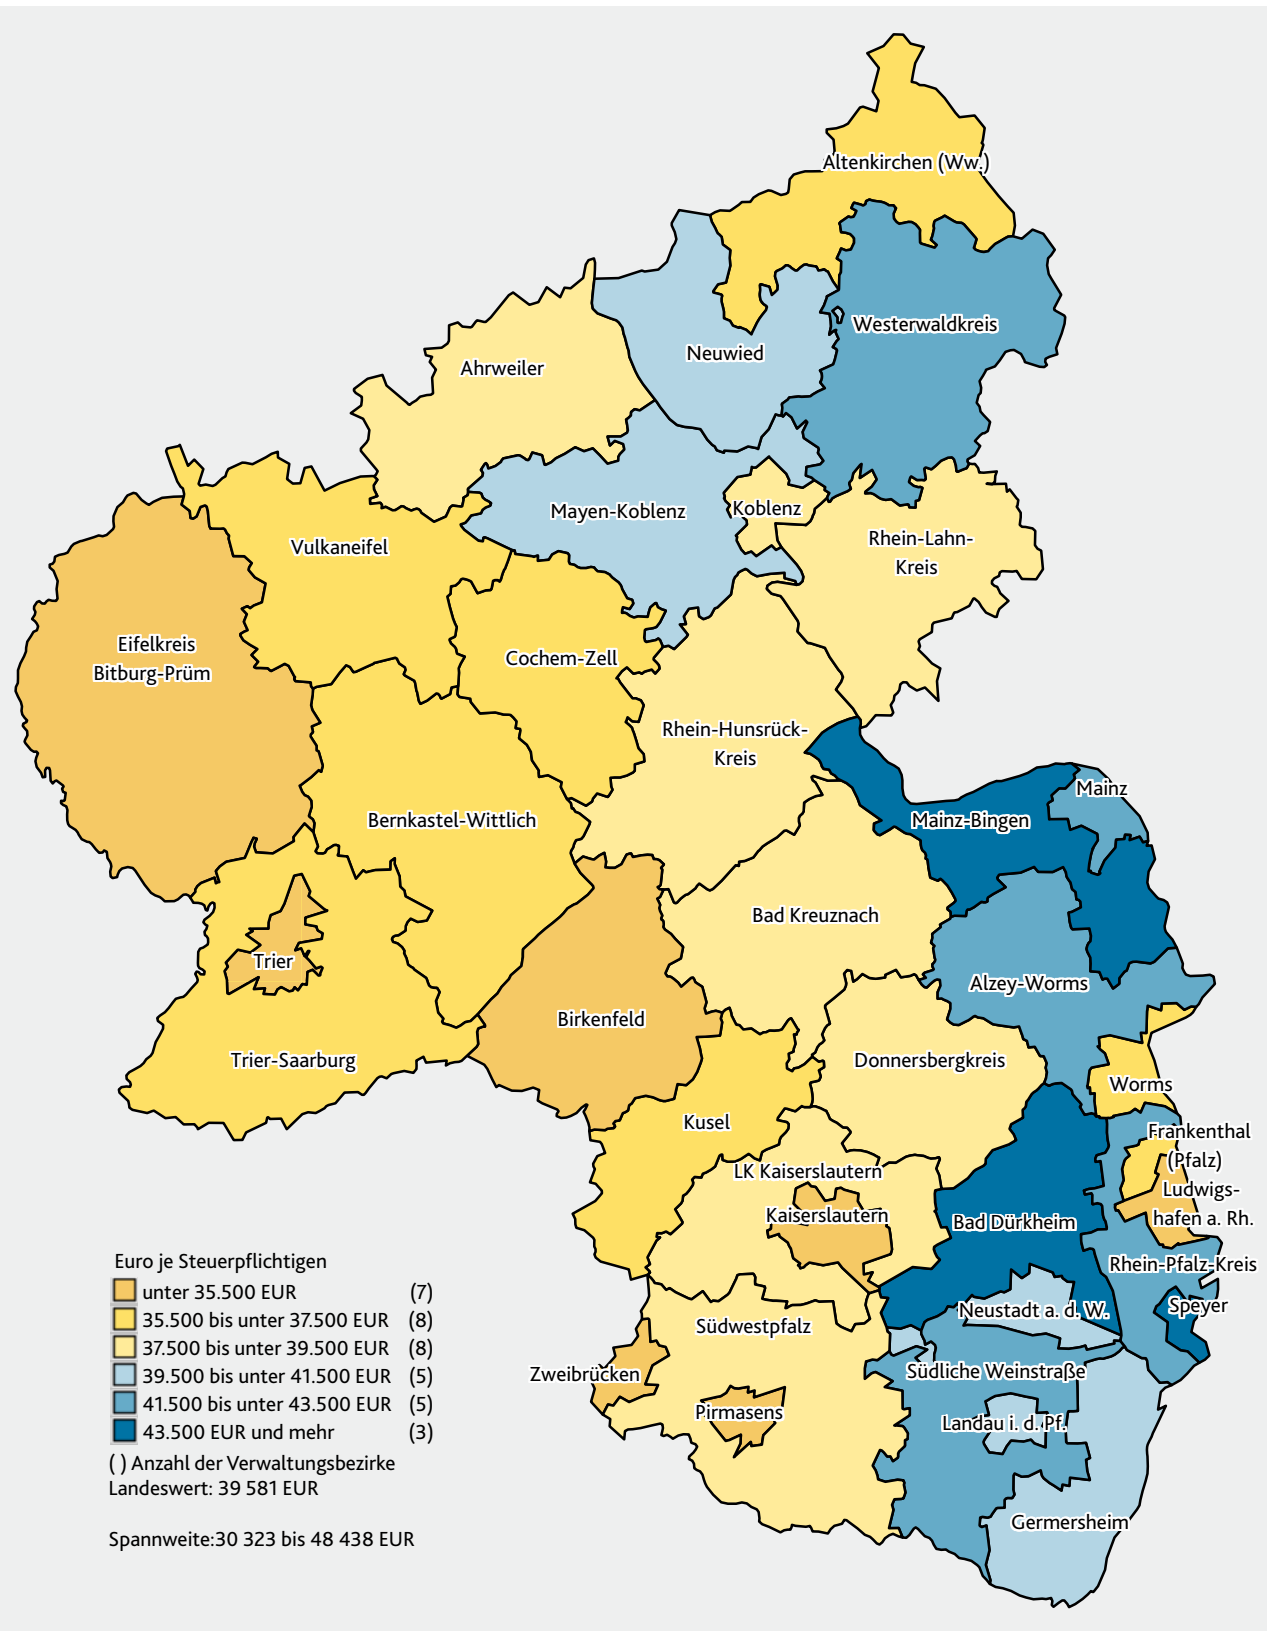 Altenkirchen (Ww.)
Westerwaldkreis
Neuwied
Ahrweiler
Mayen-Koblenz
Koblenz
Rhein-Lahn-
Kreis
Vulkaneifel
Eifelkreis
Bitburg-Prüm
Cochem-Zell
Rhein-Hunsrück-
Kreis
Mainz
Mainz-Bingen
Bernkastel-Wittlich
Bad Kreuznach
Trier
Alzey-Worms
Birkenfeld
Trier-Saarburg
Donnersbergkreis
Worms
Kusel
Frankenthal
(Pfalz)
LK Kaiserslautern
Ludwigs-
hafen a. Rh.
Kaiserslautern
Bad Dürkheim
Rhein-Pfalz-Kreis
Neustadt a. d. W.
Speyer
Südwestpfalz
Zweibrücken
Südliche Weinstraße
Pirmasens
Landau i. d. Pf.
Germersheim
Euro je Steuerpflichtigen
unter 35.500 EUR (7)
35.500 bis unter 37.500 EUR (8)
37.500 bis unter 39.500 EUR (8)
39.500 bis unter 41.500 EUR (5)
41.500 bis unter 43.500 EUR (5)
43.500 EUR und mehr (3)
( ) Anzahl der Verwaltungsbezirke
Landeswert: 39 581 EUR
Spannweite:30 323 bis 48 438 EUR